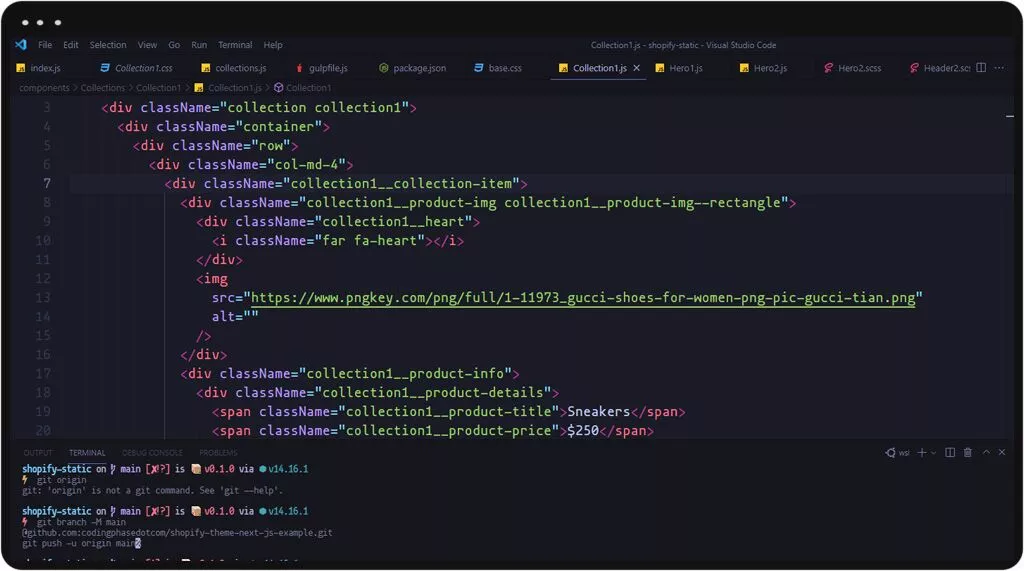 File Edit Selection View Go Run Terminal Help Collection1.js - shopify-static - Visual Studio Code
index.js Collection1.css collections.js gulpfile.js package.json base.css Collection1.js Hero1.js Hero2.js Hero2.scss Header2.sc
components > Collections > Collection1 > Collection1.js > Collection1
3 <div className="collection collection1">
4 <div className="container">
5 <div className="row">
6 <div className="col-md-4">
7 <div className="collection1__collection-item">
8 <div className="collection1__product-img collection1__product-img--rectangle">
9 <div className="collection1__heart">
10 <i className="far fa-heart"></i>
11 </div>
12 <img
13 src="https://www.pngkey.com/png/full/1-11973_gucci-shoes-for-women-png-pic-gucci-tian.png"
14 alt=""
15 />
16 </div>
17 <div className="collection1__product-info">
18 <div className="collection1__product-details">
19 <span className="collection1__product-title">Sneakers</span>
20 <span className="collection1__product-price">$250</span>
OUTPUT TERMINAL DEBUG CONSOLE PROBLEMS wsl
shopify-static on main [✘!?] is v0.1.0 via v14.16.1
git origin
git: 'origin' is not a git command. See 'git --help'.
shopify-static on main [✘!?] is v0.1.0 via v14.16.1
git branch -M main
@github.com:codingphasedotcom/shopify-theme-next-js-example.git
git push -u origin main